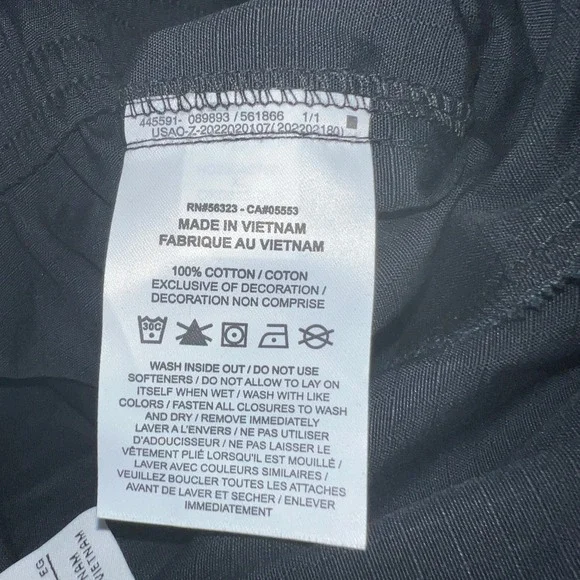 445591- 089893 / 561866 1/1
USAO-Z-2022020107(202202180)
RN#56323 - CA#05553
MADE IN VIETNAM
FABRIQUE AU VIETNAM
100% COTTON / COTON
EXCLUSIVE OF DECORATION /
DECORATION NON COMPRISE
30C
WASH INSIDE OUT / DO NOT USE
SOFTENERS / DO NOT ALLOW TO LAY ON
ITSELF WHEN WET / WASH WITH LIKE
COLORS / FASTEN ALL CLOSURES TO WASH
AND DRY / REMOVE IMMEDIATELY
LAVER A L'ENVERS / NE PAS UTILISER
D'ADOUCISSEUR / NE PAS LAISSER LE
VÊTEMENT PLIÉ LORSQU'IL EST MOUILLÉ /
LAVER AVEC COULEURS SIMILAIRES /
VEUILLEZ BOUCLER TOUTES LES ATTACHES
AVANT DE LAVER ET SECHER / ENLEVER
IMMEDIATEMENT
VIETNAM
NAM
EG